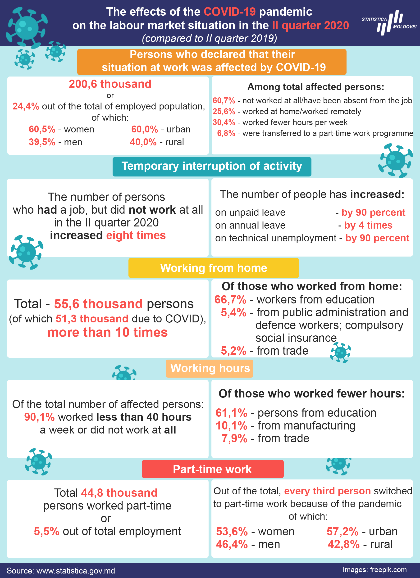 The effects of the COVID-19 pandemic
on the labour market situation in the II quarter 2020
(compared to II quarter 2019)
STATISTICA
MOLDOVEI
Persons who declared that their
situation at work was affected by COVID-19
200,6 thousand
or
24,4% out of the total of employed population,
of which:
60,5% - women 60,0% - urban
39,5% - men 40,0% - rural
Among total affected persons:
60,7% - not worked at all/have been absent from the job
25,6% - worked at home/worked remotely
30,4% - worked fewer hours per week
6,8% - were transferred to a part time work programme
Temporary interruption of activity
The number of persons
who had a job, but did not work at all
in the II quarter 2020
increased eight times
The number of people has increased:
on unpaid leave - by 90 percent
on annual leave - by 4 times
on technical unemployment - by 90 percent
Working from home
Total - 55,6 thousand persons
(of which 51,3 thousand due to COVID),
more than 10 times
Of those who worked from home:
66,7% - workers from education
5,4% - from public administration and
defence workers; compulsory
social insurance
5,2% - from trade
Working hours
Of the total number of affected persons:
90,1% worked less than 40 hours
a week or did not work at all
Of those who worked fewer hours:
61,1% - persons from education
10,1% - from manufacturing
7,9% - from trade
Part-time work
Total 44,8 thousand
persons worked part-time
or
5,5% out of total employment
Out of the total, every third person switched
to part-time work because of the pandemic
of which:
53,6% - women 57,2% - urban
46,4% - men 42,8% - rural
Source: www.statistica.gov.md
Images: freepik.com